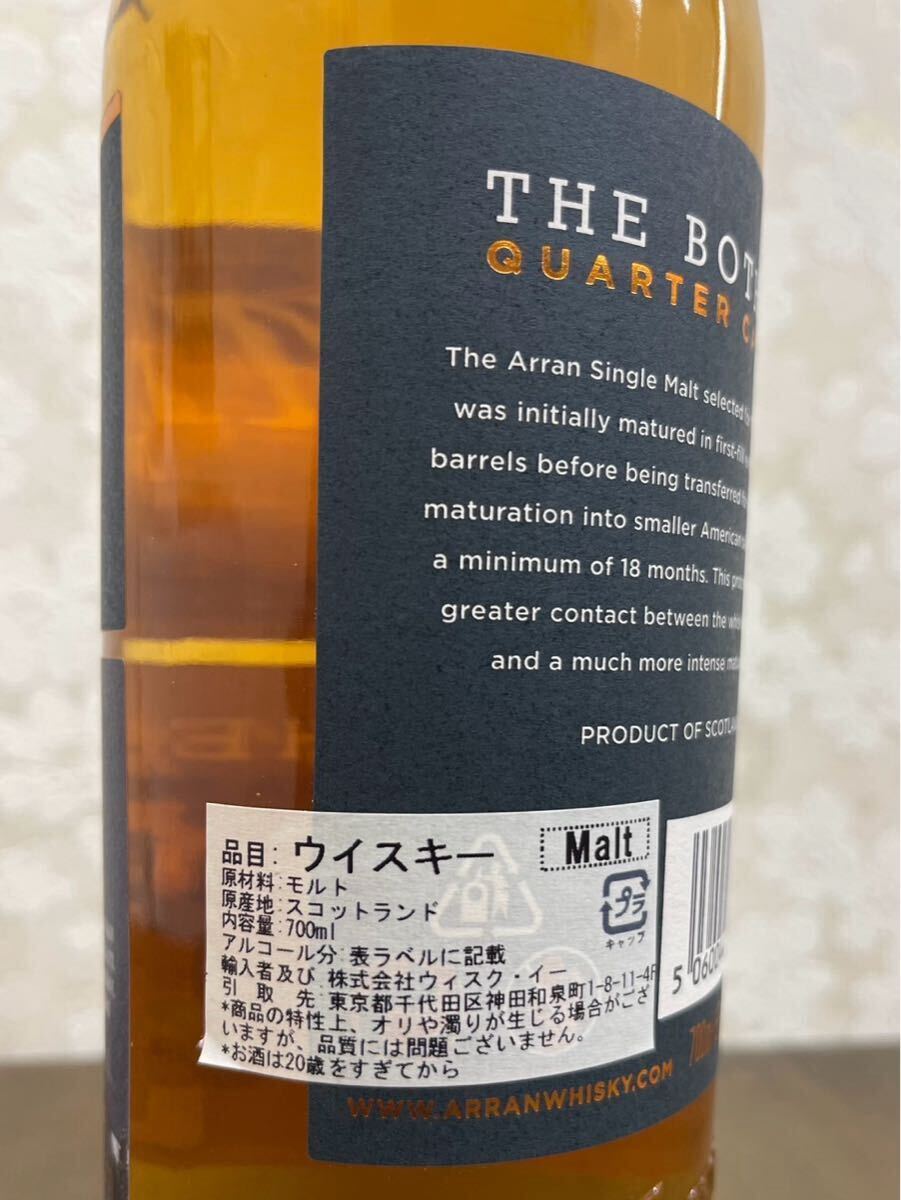 THE
QUARTER
The Arran Single Malt selected
was initially matured in first-fill
barrels before being transferred
maturation into smaller American
a minimum of 18 months. This
greater contact between the
and a much more intense
PRODUCT OF
品目: ウイスキー
Malt
原材料:モルト
原産地:スコットランド
内容量:700ml
アルコール分:表ラベルに記載
輸入者及び 株式会社ウィスク・イー
引取先:東京都千代田区神田和泉町1-8-11-4F
*商品の特性上、オリや濁りが生じる場合がござ
いますが、品質には問題ございません。
*お酒は20歳をすぎてから
プラ
キャップ
WWW.ARRANWHISKY.COM